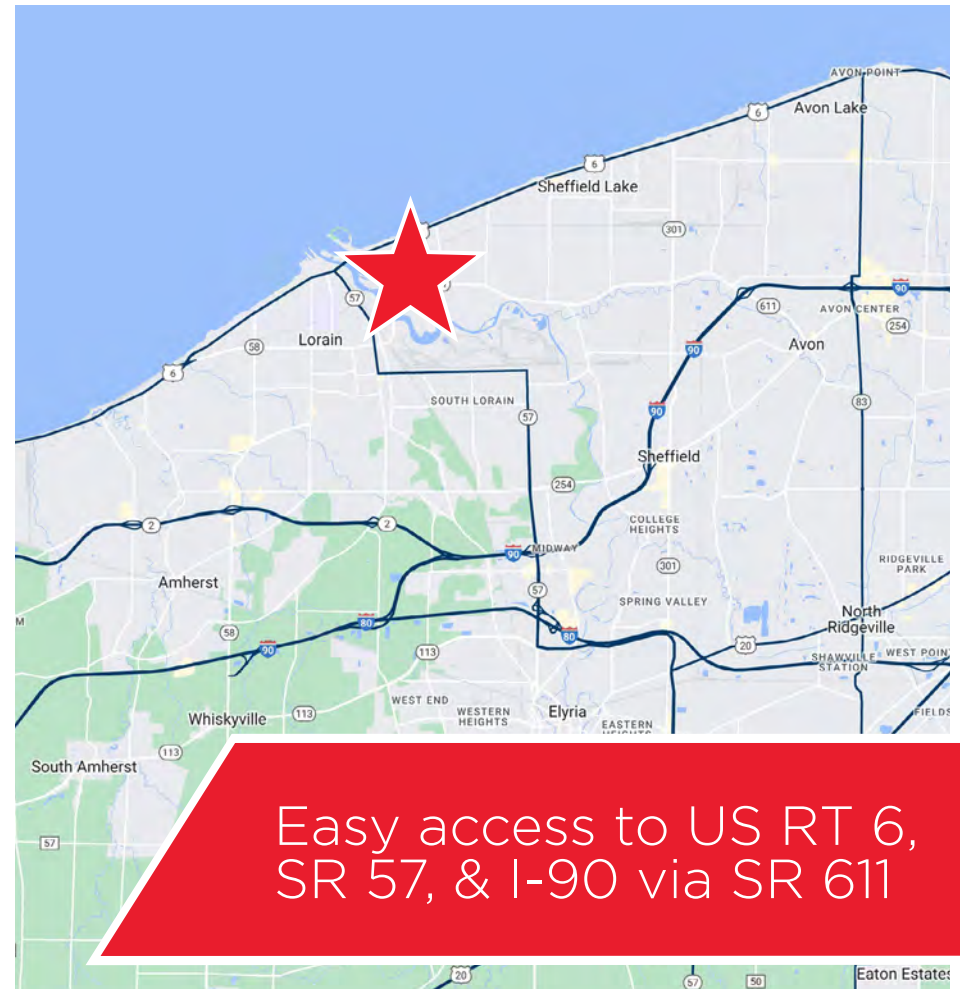 AVON POINT
6
Avon Lake
6
Sheffield Lake
301
90
57
611
AVON CENTER
254
58
Lorain
90
Avon
6
SOUTH LORAIN
83
57
90
Sheffield
254
2
2
COLLEGE
HEIGHTS
90
MIDWAY
RIDGEVILLE
PARK
301
Amherst
57
SPRING VALLEY
North
Ridgeville
80
58
80
20
90
113
SHAWVILLE
STATION
WEST POIN
WEST END
WESTERN
HEIGHTS
Elyria
EASTERN
Whiskyville
113
FIELDS
113
South Amherst
57
Easy access to US RT 6,
SR 57, & I-90 via SR 611
20
57
50
Eaton Estates